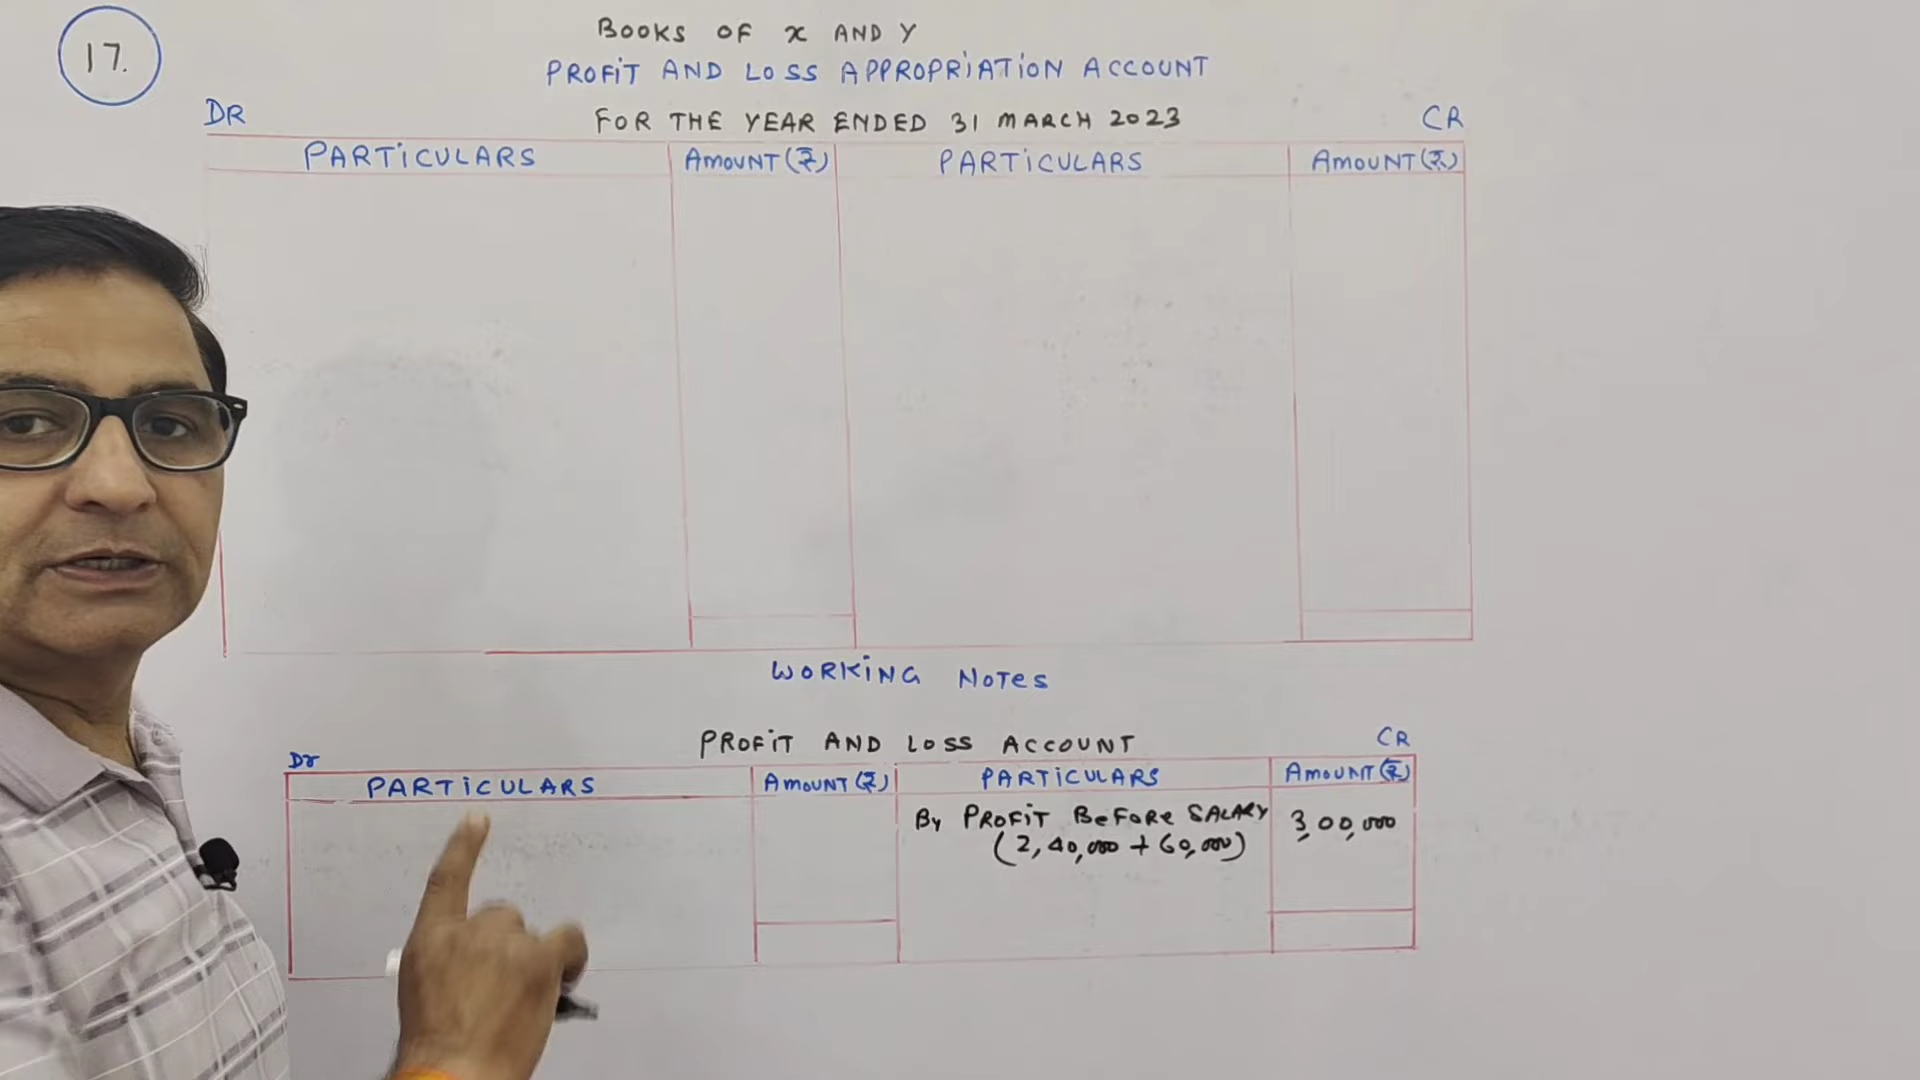 17.
BOOKS OF X AND Y
PROFIT AND LOSS APPROPRIATION ACCOUNT
DR FOR THE YEAR ENDED 31 MARCH 2023 CR
PARTICULARS AMOUNT (₹) PARTICULARS AMOUNT (₹)
WORKING NOTES
PROFIT AND LOSS ACCOUNT
Dr CR
PARTICULARS AMOUNT (₹) PARTICULARS AMOUNT (₹)
By PROFIT BEFORE SALARY 3,00,000
(2,40,000 + 60,000)